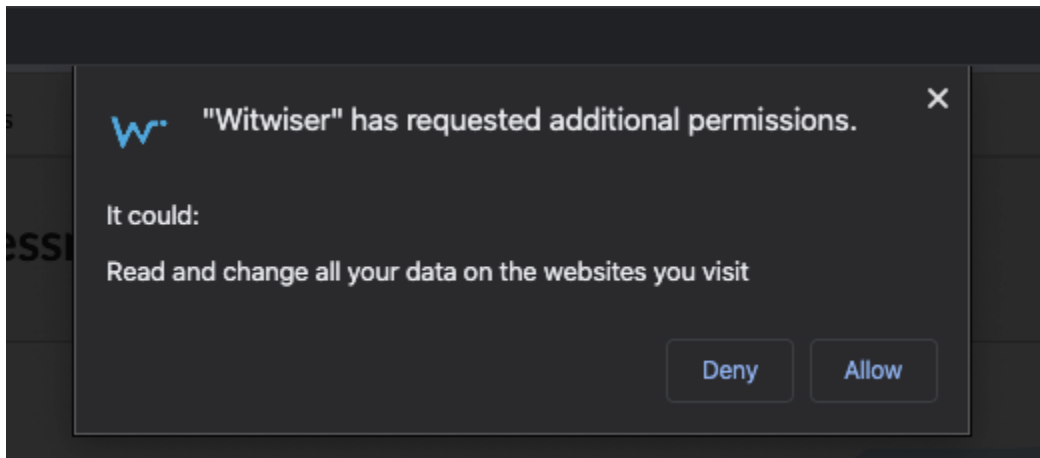 "Witwiser" has requested additional permissions.
It could:
Read and change all your data on the websites you visit
Deny
Allow